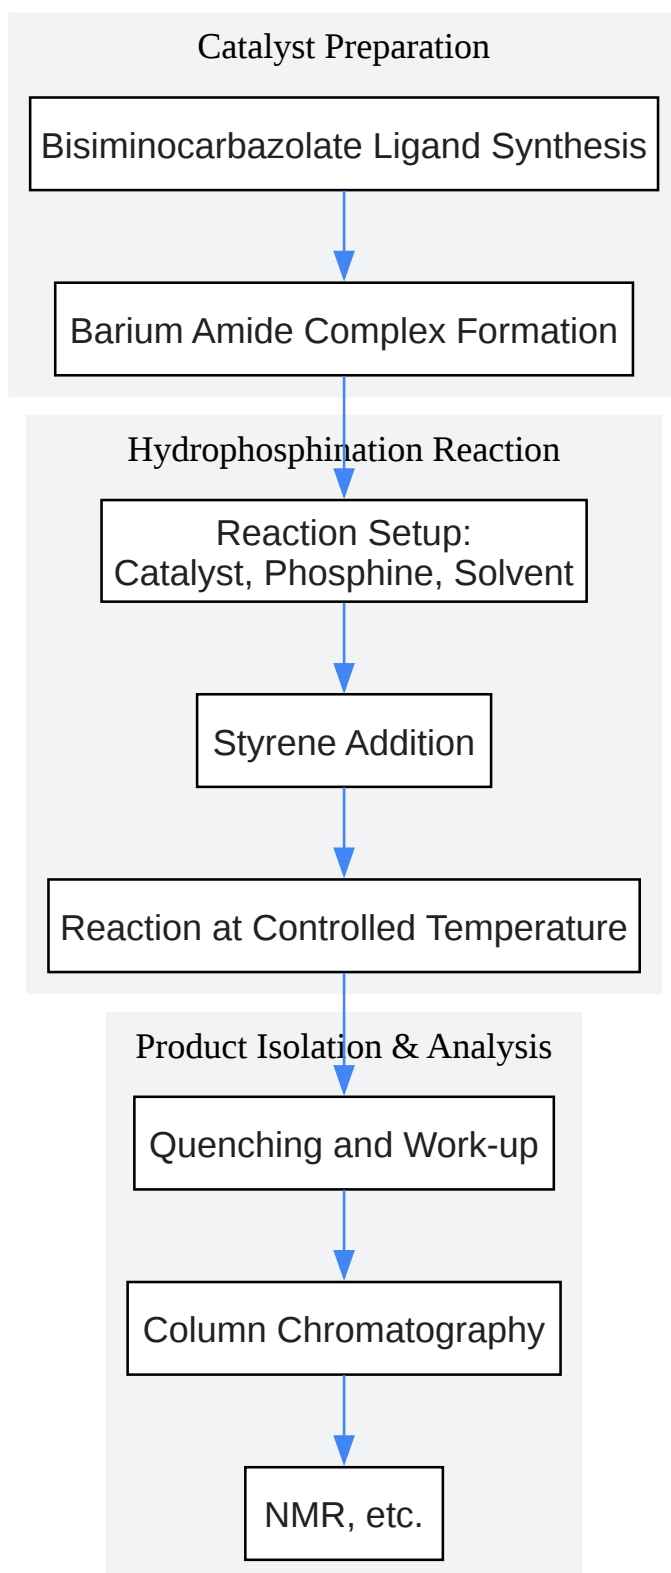 Catalyst Preparation
Bisiminocarbazolate Ligand Synthesis
Barium Amide Complex Formation
Hydrophosphination Reaction
Reaction Setup:
Catalyst, Phosphine, Solvent
Styrene Addition
Reaction at Controlled Temperature
Product Isolation & Analysis
Quenching and Work-up
Column Chromatography
NMR, etc.